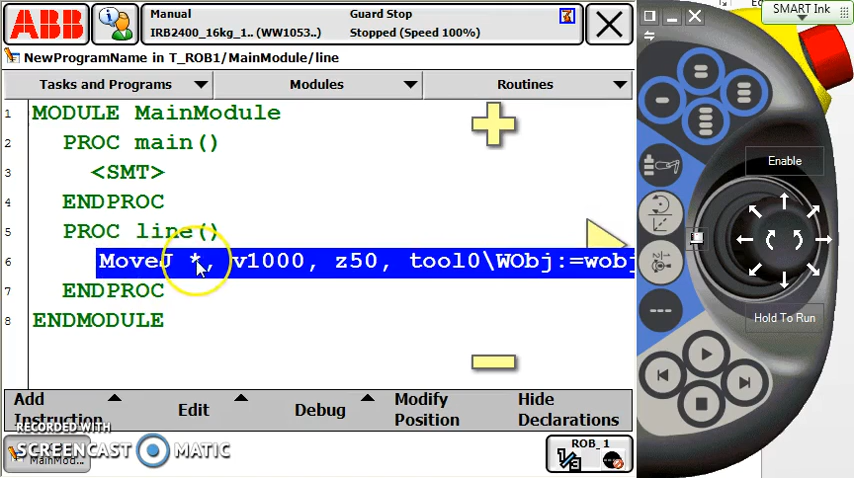 ABB
Manual
IRB2400_16kg_1.. (WW1053..
Guard Stop
Stopped (Speed 100%)
SMART Ink
NewProgramName in T_ROB1/MainModule/line
Tasks and Programs
Modules
Routines
1 MODULE MainModule
2 PROC main()
3 <SMT>
4 ENDPROC
5 PROC line()
6 MoveJ *, v1000, z50, tool0\WObj:=wobj
7 ENDPROC
8 ENDMODULE
Enable
Hold To Run
Add Instruction
Edit
Debug
Modify Position
Hide Declarations
RECORDED WITH
SCREENCAST MATIC
MainMod...
ROB_1
1/3